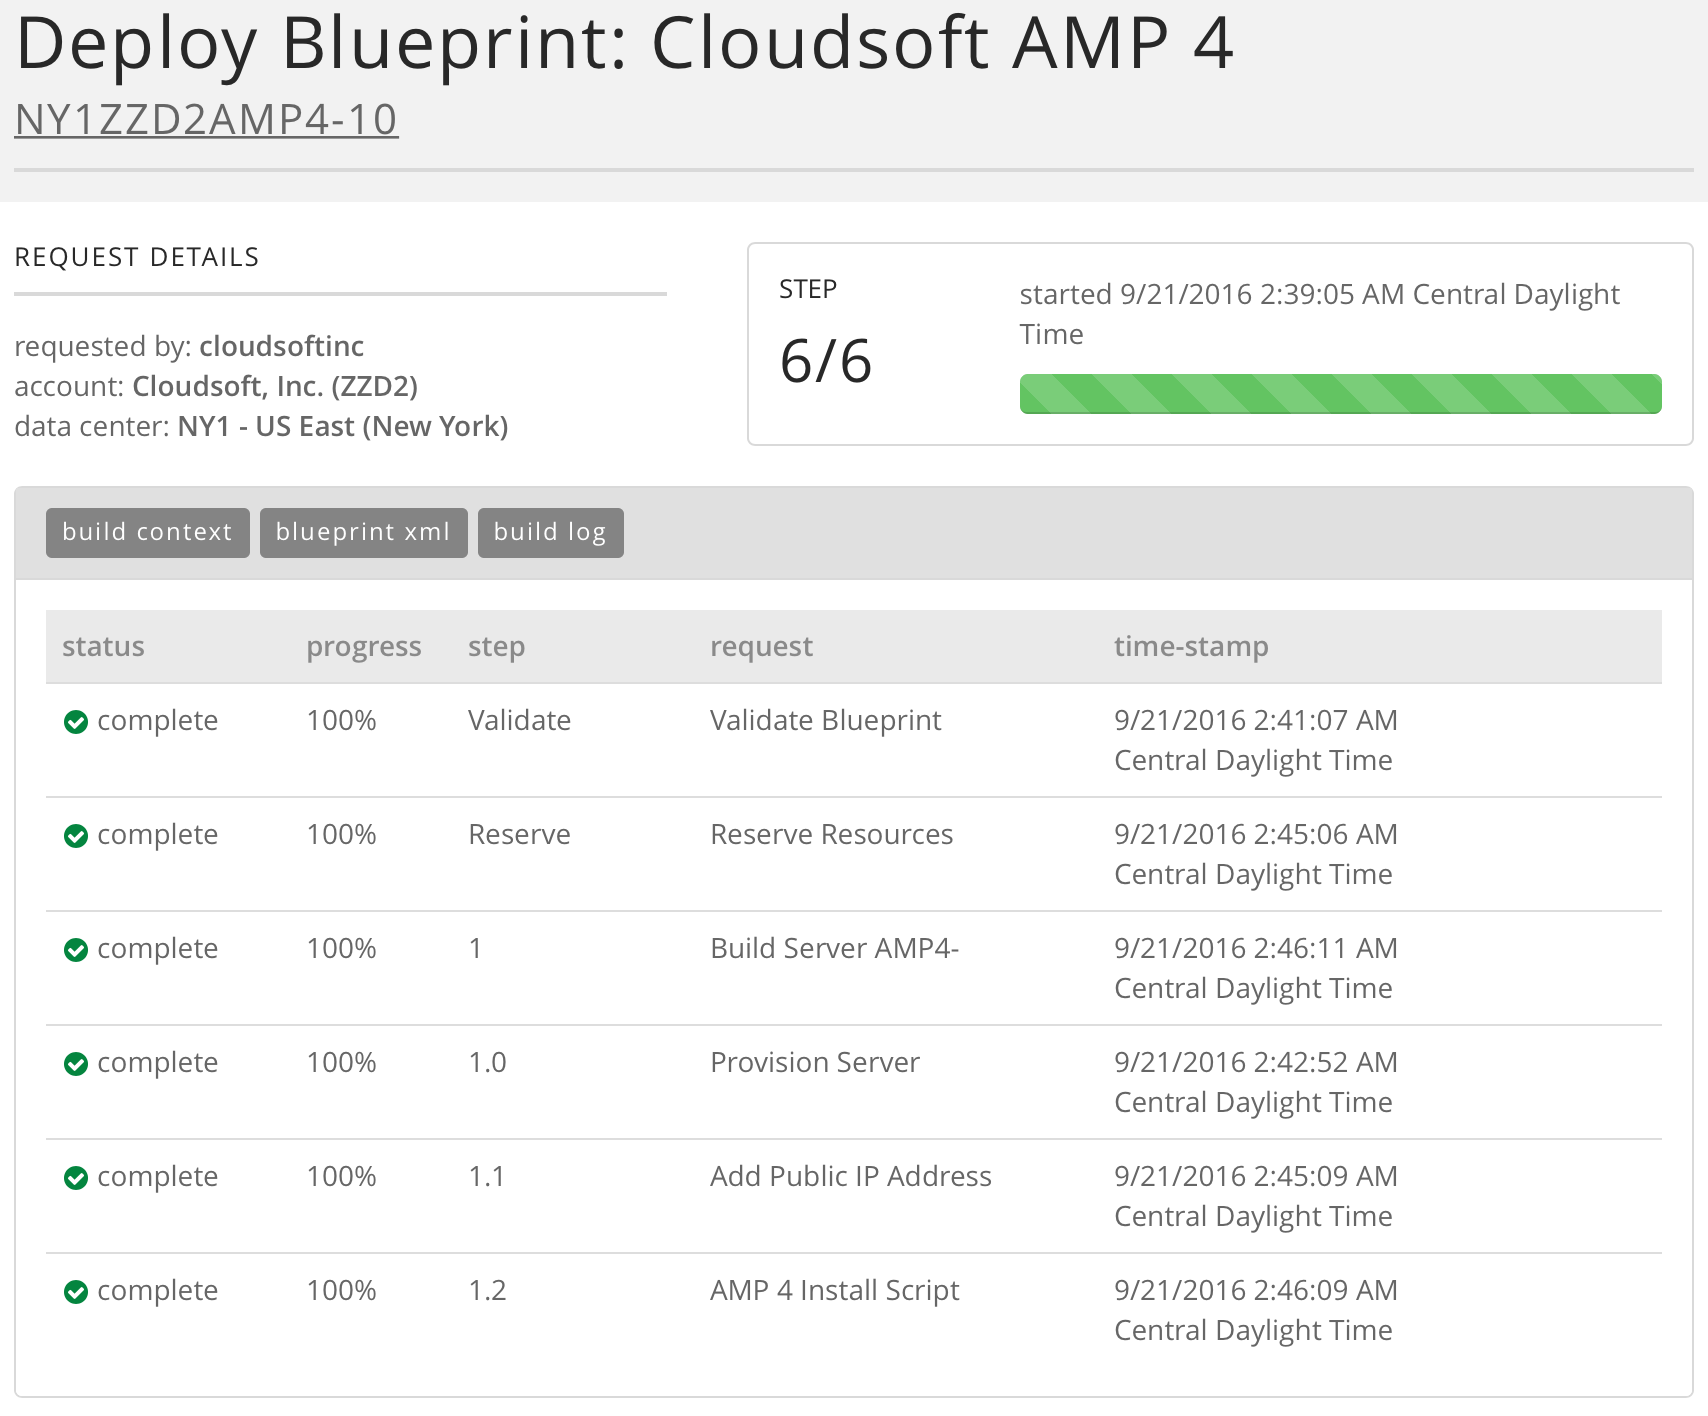 Deploy Blueprint: Cloudsoft AMP 4
NY1ZZD2AMP4-10
REQUEST DETAILS
requested by: cloudsoftinc
account: Cloudsoft, Inc. (ZZD2)
data center: NY1 - US East (New York)
STEP
6/6
started 9/21/2016 2:39:05 AM Central Daylight
Time
build context blueprint xml build log
status progress step request time-stamp
complete 100% Validate Validate Blueprint 9/21/2016 2:41:07 AM
Central Daylight Time
complete 100% Reserve Reserve Resources 9/21/2016 2:45:06 AM
Central Daylight Time
complete 100% 1 Build Server AMP4- 9/21/2016 2:46:11 AM
Central Daylight Time
complete 100% 1.0 Provision Server 9/21/2016 2:42:52 AM
Central Daylight Time
complete 100% 1.1 Add Public IP Address 9/21/2016 2:45:09 AM
Central Daylight Time
complete 100% 1.2 AMP 4 Install Script 9/21/2016 2:46:09 AM
Central Daylight Time